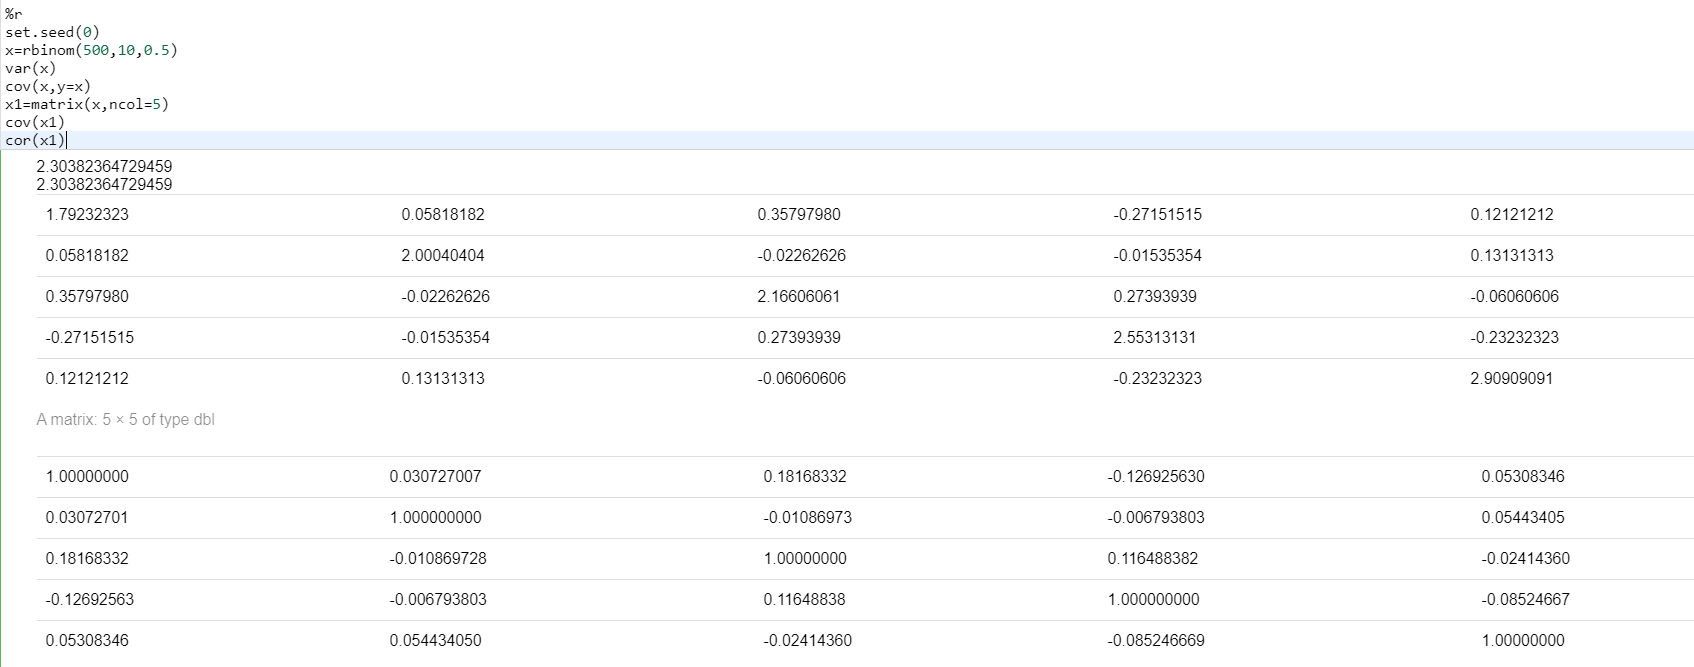 %r
set.seed(0)
x=rbinom(500,10,0.5)
var(x)
cov(x,y=x)
x1=matrix(x,ncol=5)
cov(x1)
cor(x1)
2.30382364729459
2.30382364729459
1.79232323 0.05818182 0.35797980 -0.27151515 0.12121212
0.05818182 2.00040404 -0.02262626 -0.01535354 0.13131313
0.35797980 -0.02262626 2.16606061 0.27393939 -0.06060606
-0.27151515 -0.01535354 0.27393939 2.55313131 -0.23232323
0.12121212 0.13131313 -0.06060606 -0.23232323 2.90909091
A matrix: 5 × 5 of type dbl
1.00000000 0.030727007 0.18168332 -0.126925630 0.05308346
0.03072701 1.000000000 -0.01086973 -0.006793803 0.05443405
0.18168332 -0.010869728 1.00000000 0.116488382 -0.02414360
-0.12692563 -0.006793803 0.11648838 1.000000000 -0.08524667
0.05308346 0.054434050 -0.02414360 -0.085246669 1.00000000